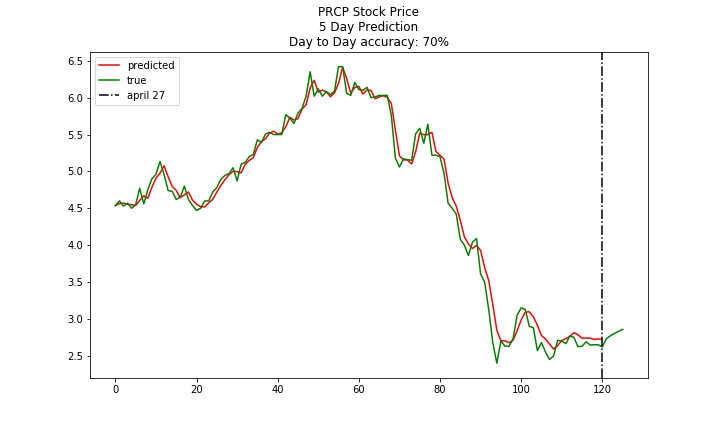 PRCP Stock Price
5 Day Prediction
Day to Day accuracy: 70%
predicted
true
april 27
6.5
6.0
5.5
5.0
4.5
4.0
3.5
3.0
2.5
0 20 40 60 80 100 120